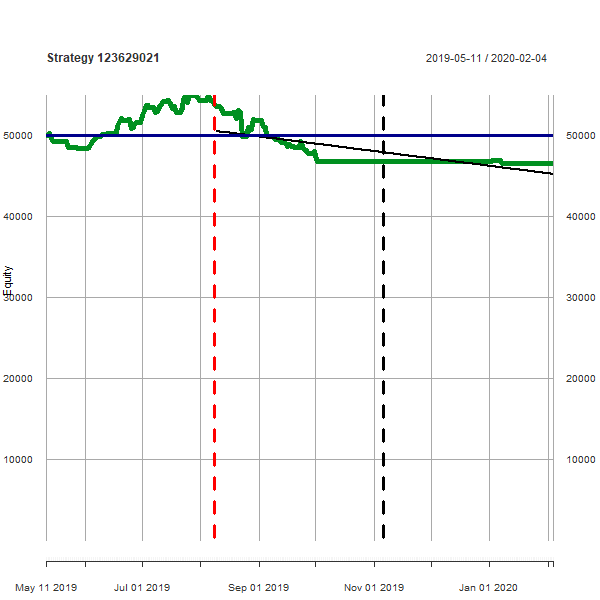 Strategy 123629021
2019-05-11 / 2020-02-04
50000
50000
40000
40000
Equity
30000
30000
20000
20000
10000
10000
May 11 2019
Jul 01 2019
Sep 01 2019
Nov 01 2019
Jan 01 2020